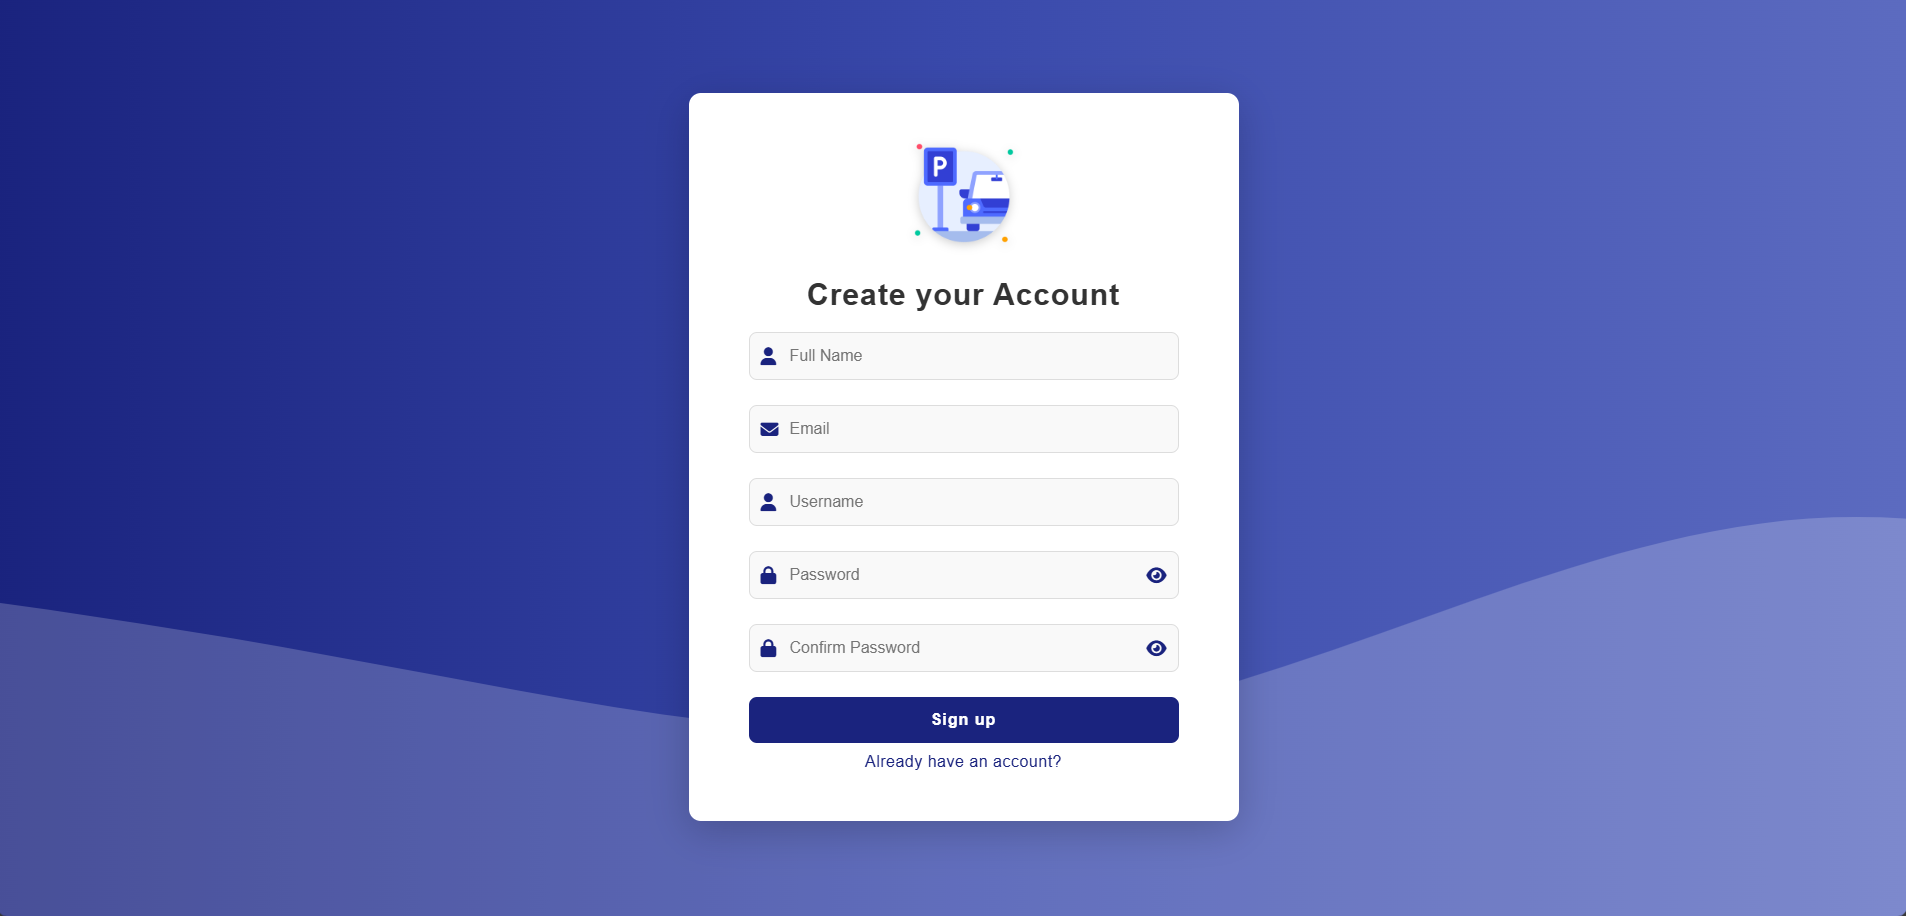 P
Create your Account
Full Name
Email
Username
Password
Confirm Password
Sign up
Already have an account?